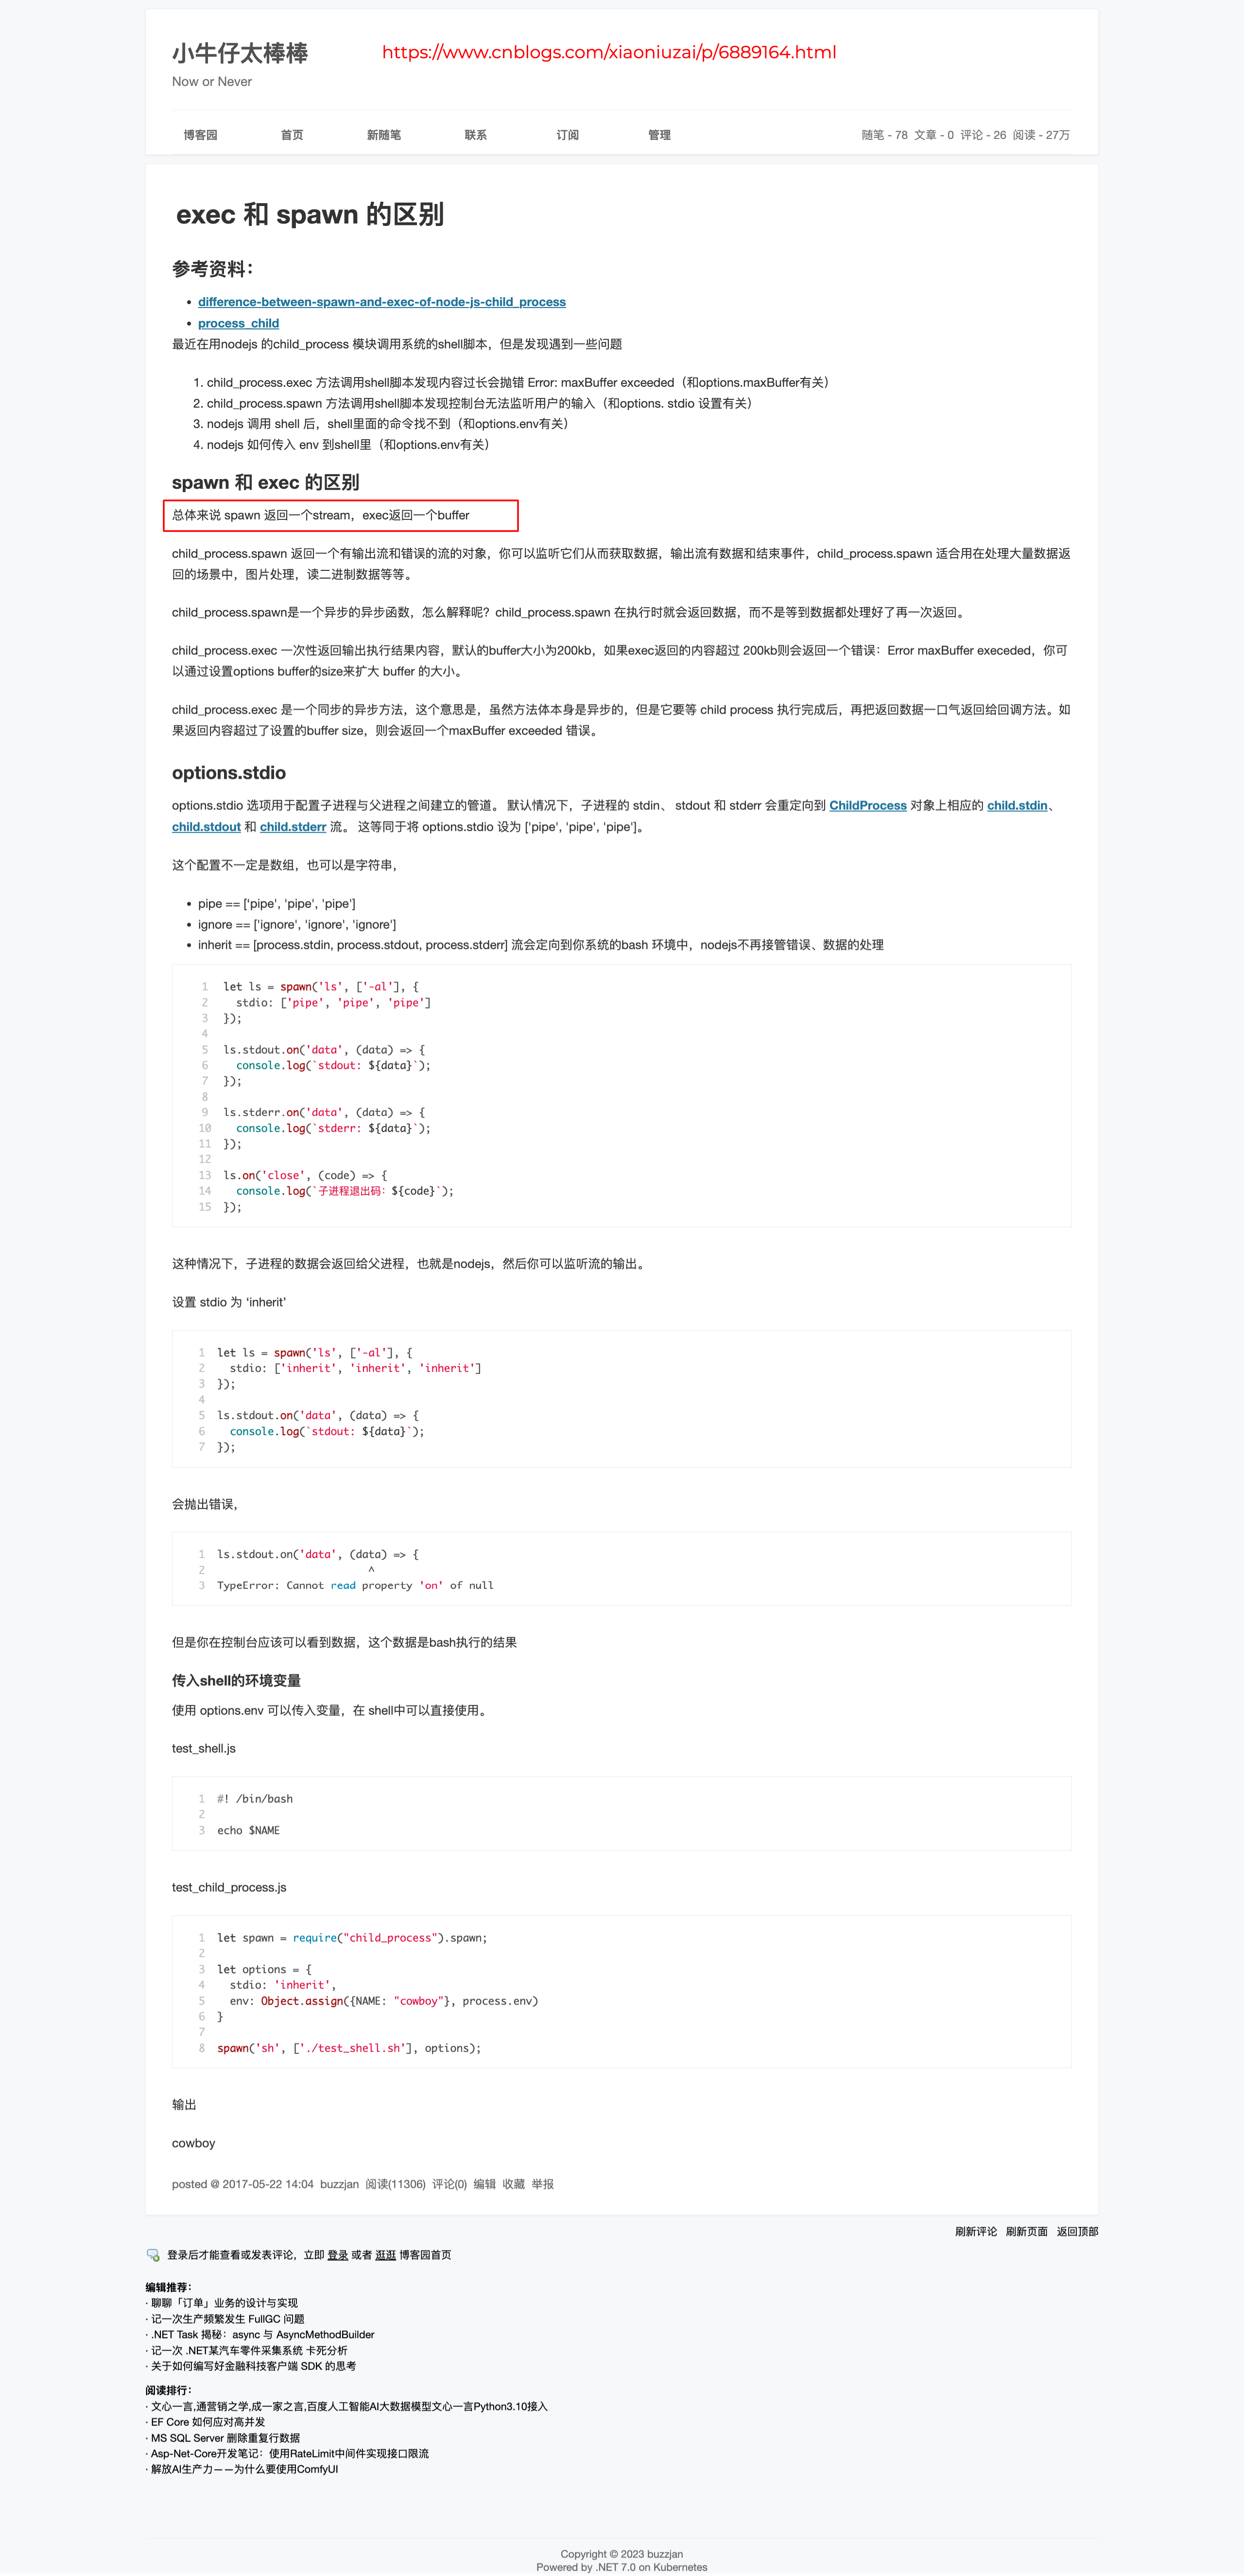 小牛仔太棒棒
https://www.cnblogs.com/xiaoniuzai/p/6889164.html
Now or Never
博客园 首页 新随笔 联系 订阅 管理 随笔 - 78 文章 - 0 评论 - 26 阅读 - 27万
exec 和 spawn 的区别
参考资料：
• difference-between-spawn-and-exec-of-node-js-child_process
• process_child
最近在用nodejs 的child_process 模块调用系统的shell脚本，但是发现遇到一些问题
1. child_process.exec 方法调用shell脚本发现内容过长会抛错 Error: maxBuffer exceeded（和options.maxBuffer有关）
2. child_process.spawn 方法调用shell脚本发现控制台无法监听用户的输入（和options. stdio 设置有关）
3. nodejs 调用 shell 后，shell里面的命令找不到（和options.env有关）
4. nodejs 如何传入 env 到shell里（和options.env有关）
spawn 和 exec 的区别
总体来说 spawn 返回一个stream，exec返回一个buffer
child_process.spawn 返回一个有输出流和错误的流的对象，你可以监听它们从而获取数据，输出流有数据和结束事件，child_process.spawn 适合用在处理大量数据返
回的场景中，图片处理，读二进制数据等等。
child_process.spawn是一个异步的异步函数，怎么解释呢？child_process.spawn 在执行时就会返回数据，而不是等到数据都处理好了再一次返回。
child_process.exec 一次性返回输出执行结果内容，默认的buffer大小为200kb，如果exec返回的内容超过 200kb则会返回一个错误：Error maxBuffer execeded，你可
以通过设置options buffer的size来扩大 buffer 的大小。
child_process.exec 是一个同步的异步方法，这个意思是，虽然方法体本身是异步的，但是它要等 child process 执行完成后，再把返回数据一口气返回给回调方法。如
果返回内容超过了设置的buffer size，则会返回一个maxBuffer exceeded 错误。
options.stdio
options.stdio 选项用于配置子进程与父进程之间建立的管道。 默认情况下，子进程的 stdin、 stdout 和 stderr 会重定向到 ChildProcess 对象上相应的 child.stdin、
child.stdout 和 child.stderr 流。 这等同于将 options.stdio 设为 ['pipe', 'pipe', 'pipe']。
这个配置不一定是数组，也可以是字符串，
• pipe == ['pipe', 'pipe', 'pipe']
• ignore == ['ignore', 'ignore', 'ignore']
• inherit == [process.stdin, process.stdout, process.stderr] 流会定向到你系统的bash 环境中，nodejs不再接管错误、数据的处理
1 let ls = spawn('ls', ['-al'], {
2 stdio: ['pipe', 'pipe', 'pipe']
3 });
4
5 ls.stdout.on('data', (data) => {
6 console.log(`stdout: ${data}`);
7 });
8
9 ls.stderr.on('data', (data) => {
10 console.log(`stderr: ${data}`);
11 });
12
13 ls.on('close', (code) => {
14 console.log(`子进程退出码：${code}`);
15 });
这种情况下，子进程的数据会返回给父进程，也就是nodejs，然后你可以监听流的输出。
设置 stdio 为 ‘inherit’
1 let ls = spawn('ls', ['-al'], {
2 stdio: ['inherit', 'inherit', 'inherit']
3 });
4
5 ls.stdout.on('data', (data) => {
6 console.log(`stdout: ${data}`);
7 });
会抛出错误，
1 ls.stdout.on('data', (data) => {
2 ^
3 TypeError: Cannot read property 'on' of null
但是你在控制台应该可以看到数据，这个数据是bash执行的结果
传入shell的环境变量
使用 options.env 可以传入变量，在 shell中可以直接使用。
test_shell.js
1 #! /bin/bash
2
3 echo $NAME
test_child_process.js
1 let spawn = require("child_process").spawn;
2
3 let options = {
4 stdio: 'inherit',
5 env: Object.assign({NAME: "cowboy"}, process.env)
6 }
7
8 spawn('sh', ['./test_shell.sh'], options);
输出
cowboy
posted @ 2017-05-22 14:04 buzzjan 阅读(11306) 评论(0) 编辑 收藏 举报
刷新评论 刷新页面 返回顶部
登录后才能查看或发表评论，立即 登录 或者 逛逛 博客园首页
编辑推荐：
· 聊聊「订单」业务的设计与实现
· 记一次生产频繁发生 FullGC 问题
· .NET Task 揭秘：async 与 AsyncMethodBuilder
· 记一次 .NET某汽车零件采集系统 卡死分析
· 关于如何编写好金融科技客户端 SDK 的思考
阅读排行：
· 文心一言,通营销之学,成一家之言,百度人工智能AI大数据模型文心一言Python3.10接入
· EF Core 如何应对高并发
· MS SQL Server 删除重复行数据
· Asp-Net-Core开发笔记：使用RateLimit中间件实现接口限流
· 解放AI生产力——为什么要使用ComfyUI
Copyright © 2023 buzzjan
Powered by .NET 7.0 on Kubernetes